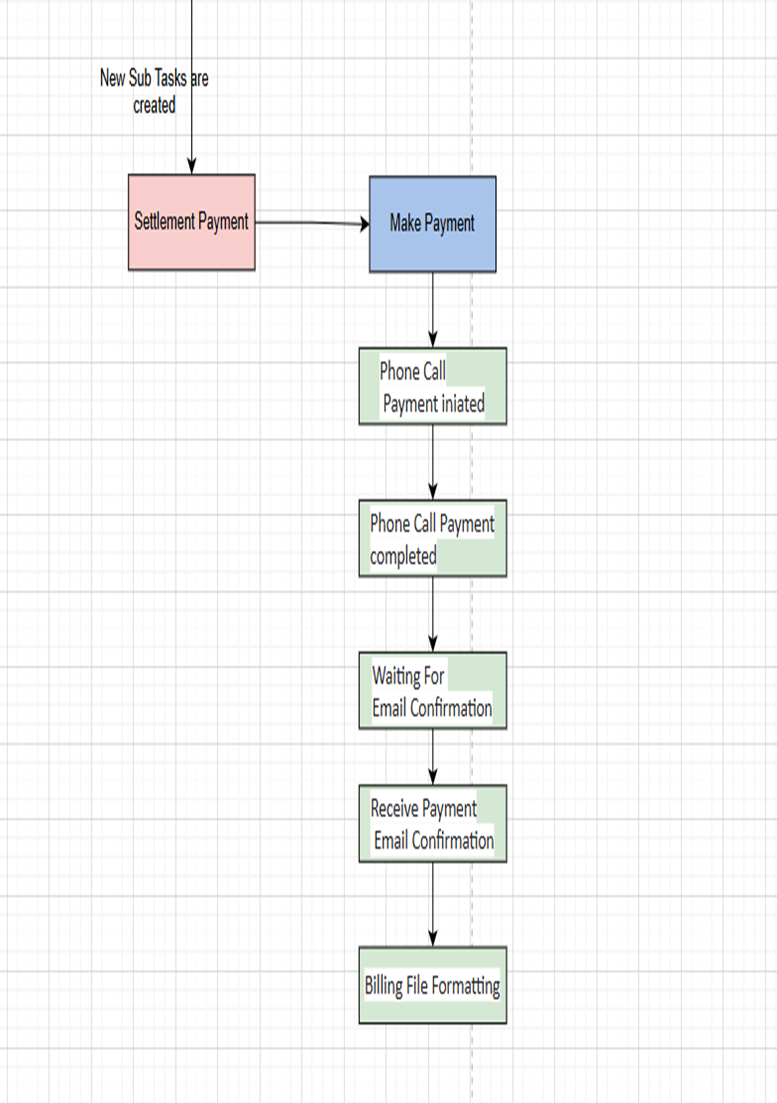 New Sub Tasks are
created
Settlement Payment
Make Payment
Phone Call
Payment iniated
Phone Call Payment
completed
Waiting For
Email Confirmation
Receive Payment
Email Confirmation
Billing File Formatting